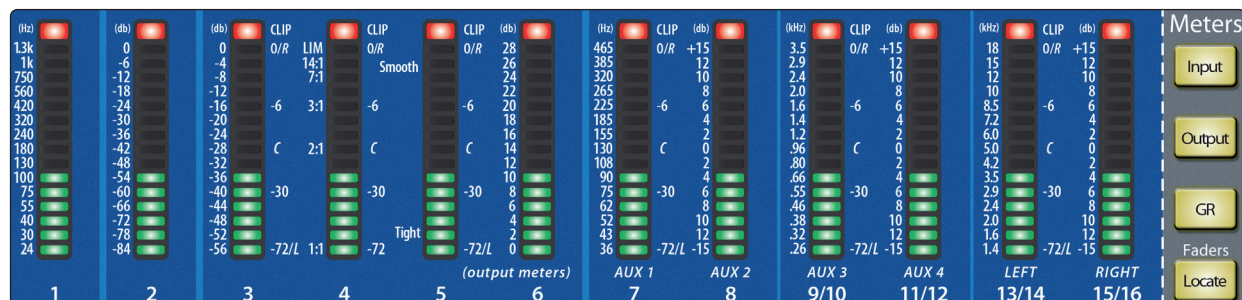 (Hz) (db) (db) CLIP CLIP CLIP (db) (Hz) CLIP (db) (kHz) CLIP (db) (kHz) CLIP (db) Meters
1.3k 0 0 LIM 0/R 0/R 0/R 28 465 0/R +15 3.5 0/R +15 18 0/R +15
1k -6 -4 14:1 Smooth 26 385 12 2.9 12 15 12 Input
750 -12 -8 7:1 24 320 10 2.4 10 12 10
560 -18 -12 22 265 8 2.0 8 10 8
420 -24 -16 -6 3:1 -6 -6 20 225 -6 6 1.6 -6 6 8.5 -6 6
320 -30 -20 18 185 4 1.4 4 7.2 4
240 -36 -24 16 155 2 1.2 2 6.0 2 Output
180 -42 -28 C 2:1 C C 14 130 C 0 .96 C 0 5.0 C 0
130 -48 -32 12 108 2 .80 2 4.2 2
100 -54 -36 10 90 4 .66 4 3.5 4
75 -60 -40 -30 -30 -30 8 75 -30 6 .55 -30 6 2.9 -30 6
55 -66 -44 6 62 8 .46 8 2.4 8 GR
40 -72 -48 4 52 10 .38 10 2.0 10
30 -78 -52 Tight 2 43 12 .32 12 1.6 12
24 -84 -56 -72/L 1:1 -72 -72/L 0 36 -72/L -15 .26 -72/L -15 1.4 -72/L -15 Faders
(output meters) AUX 1 AUX 2 AUX 3 AUX 4 LEFT RIGHT Locate
1 2 3 4 5 6 7 8 9/10 11/12 13/14 15/16